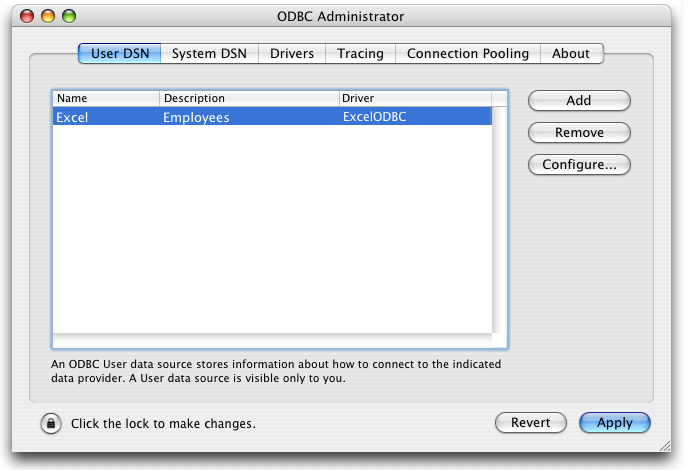 ODBC Administrator
User DSN System DSN Drivers Tracing Connection Pooling About
Name Description Driver
Excel Employees ExcelODBC
Add
Remove
Configure...
An ODBC User data source stores information about how to connect to the indicated
data provider. A User data source is visible only to you.
Click the lock to make changes.
Revert Apply